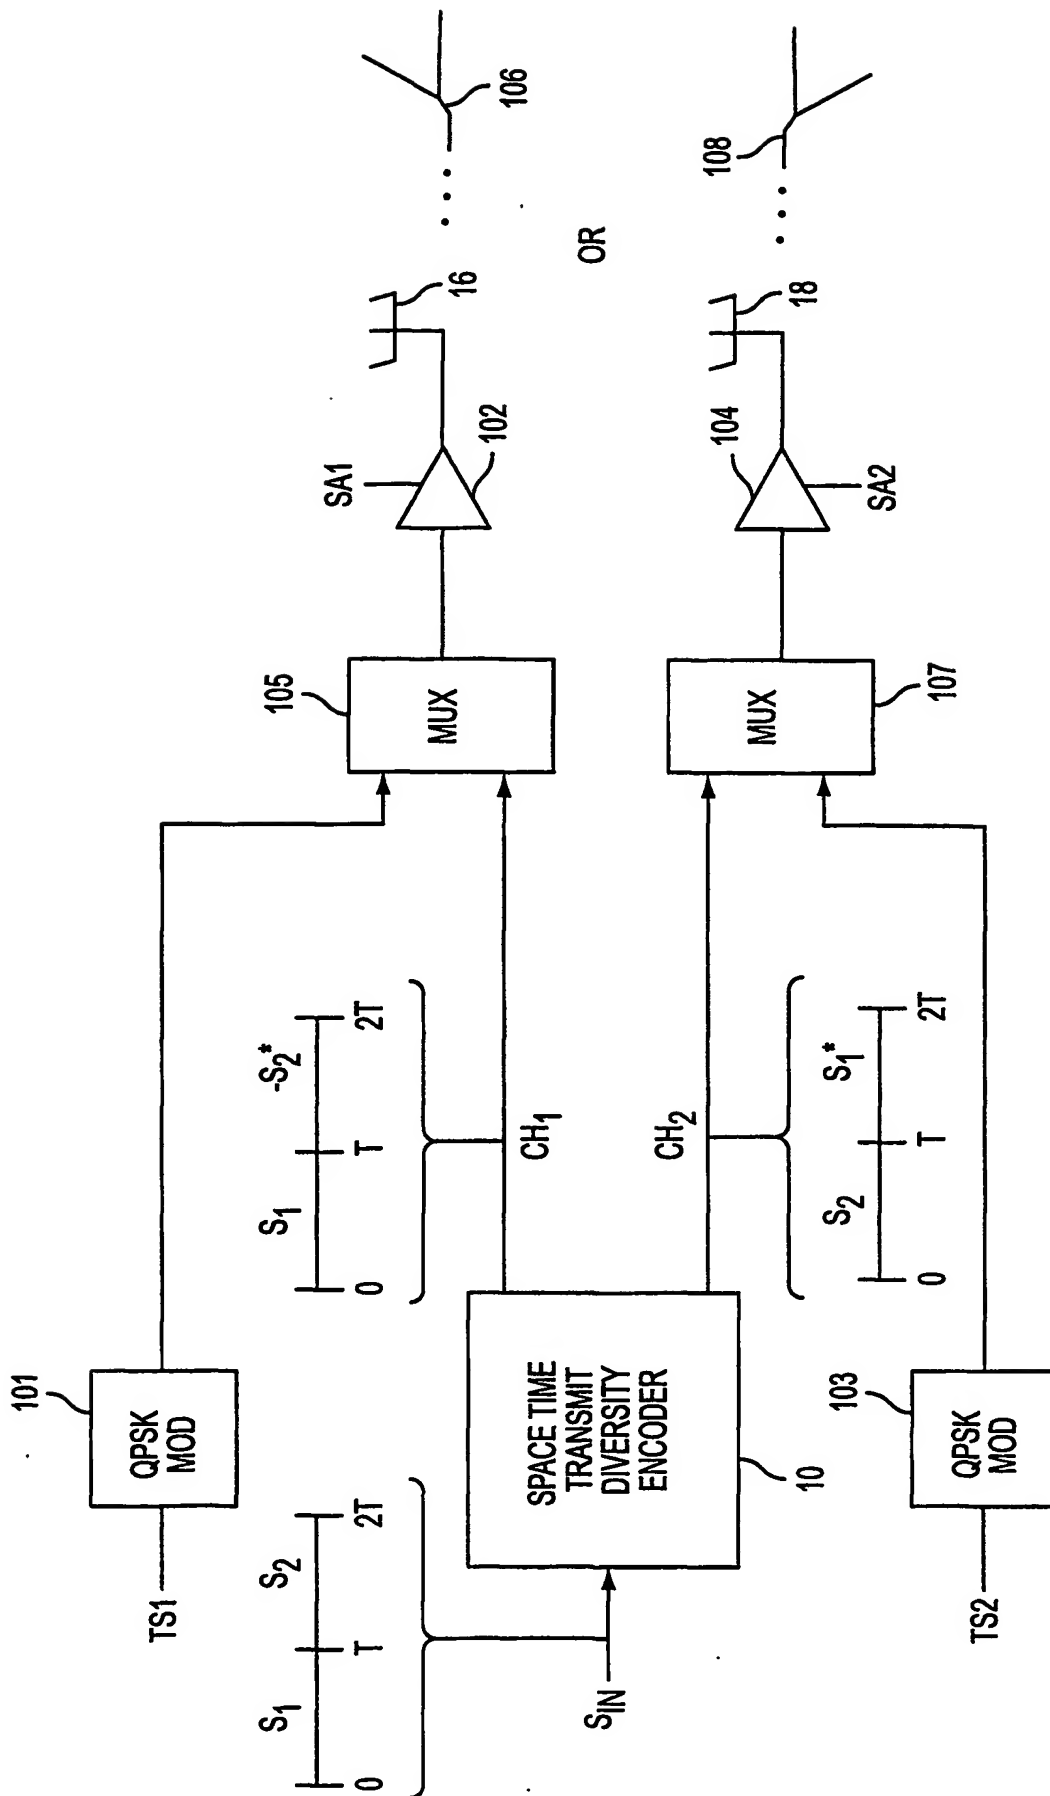 TS1
QPSK
MOD
101
S1 S2
0 T 2T
SIN
SPACE TIME
TRANSMIT
DIVERSITY
ENCODER
10
S1 -S2*
0 T 2T
CH1
CH2
S2 S1*
0 T 2T
TS2
QPSK
MOD
103
105
MUX
MUX
107
SA1
102
16
106
OR
104
SA2
18
108